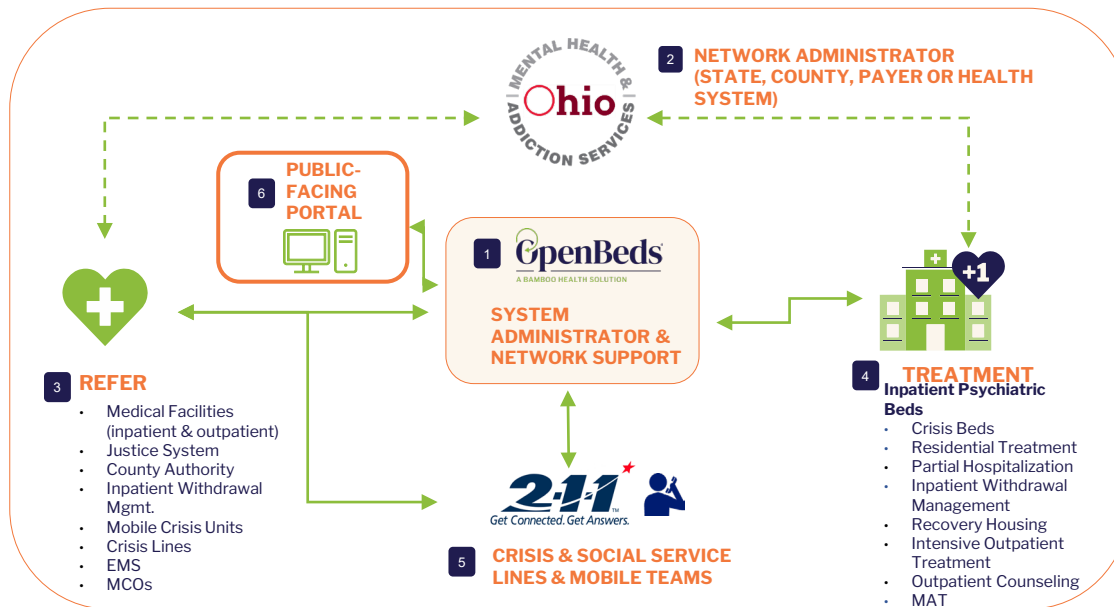 MENTAL HEALTH &
Ohio
ADDICTION SERVICES
2
NETWORK ADMINISTRATOR
(STATE, COUNTY, PAYER OR HEALTH
SYSTEM)
6
PUBLIC-
FACING
PORTAL
1
OpenBeds
A BAMBOO HEALTH SOLUTION
SYSTEM
ADMINISTRATOR &
NETWORK SUPPORT
+1
3
REFER
• Medical Facilities
(inpatient & outpatient)
• Justice System
• County Authority
• Inpatient Withdrawal
Mgmt.
• Mobile Crisis Units
• Crisis Lines
• EMS
• MCOs
4
TREATMENT
Inpatient Psychiatric
Beds
• Crisis Beds
• Residential Treatment
• Partial Hospitalization
• Inpatient Withdrawal
Management
• Recovery Housing
• Intensive Outpatient
Treatment
• Outpatient Counseling
• MAT
2-1-1 ™
Get Connected. Get Answers.
5
CRISIS & SOCIAL SERVICE
LINES & MOBILE TEAMS